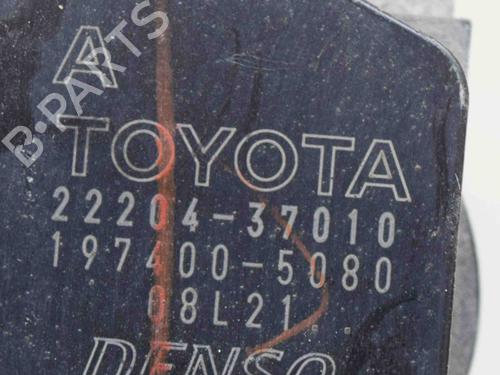 A
TOYOTA
22204-37010
197400-5080
08L21..
DENSO
B-PARTS